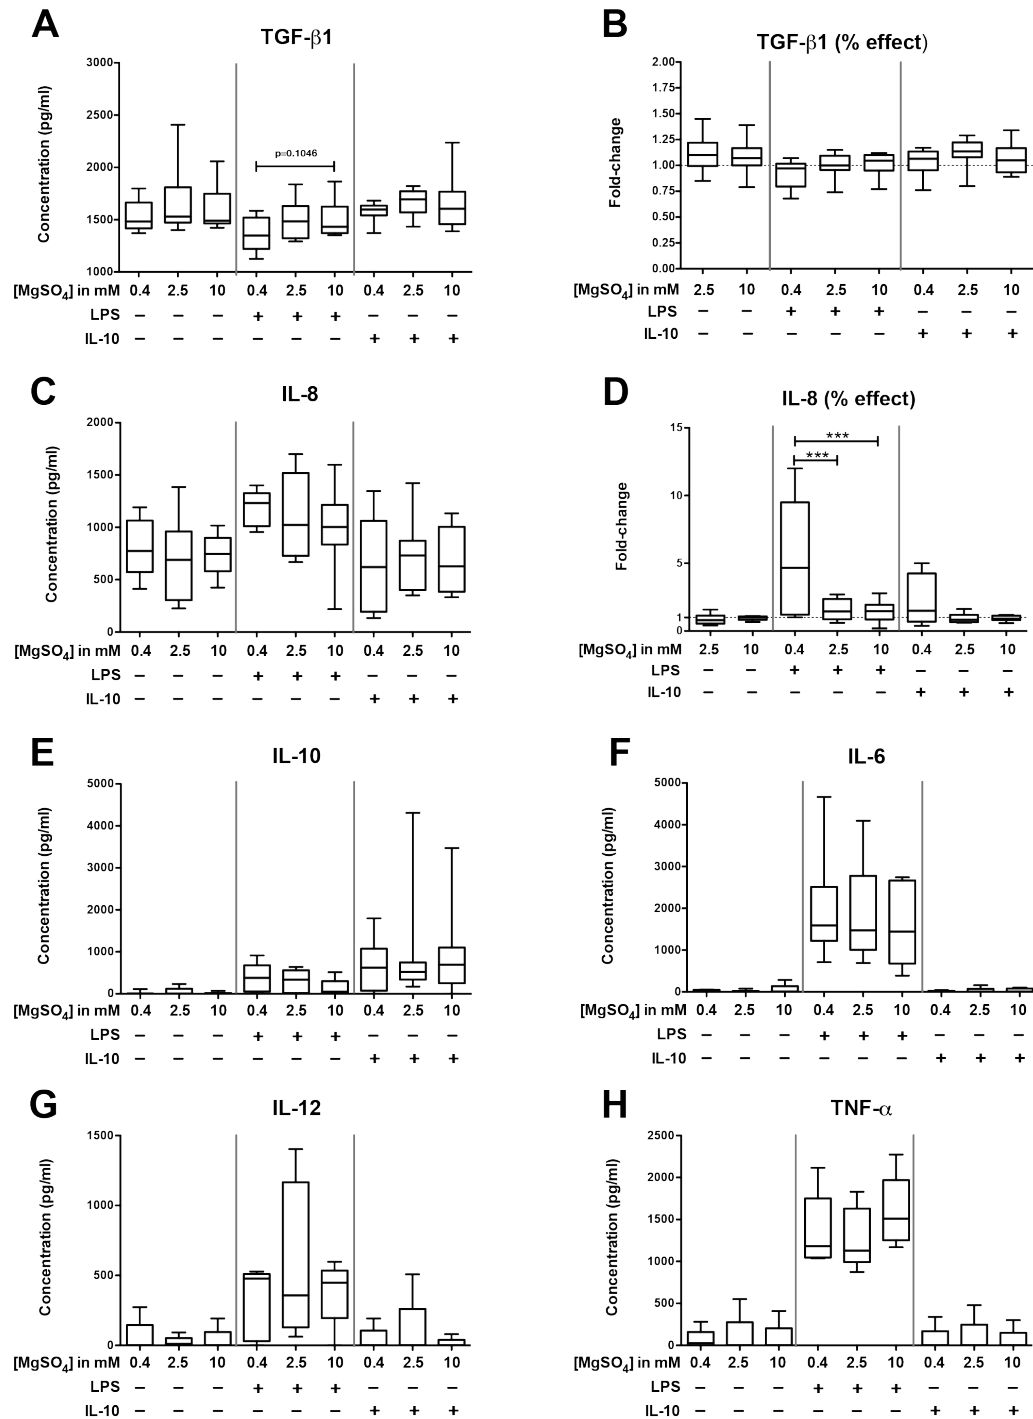 A
TGF-β1
Concentration (pg/ml)
3000
2500
2000
1500
1000
p=0.1046
[MgSO4] in mM 0.4 2.5 10 0.4 2.5 10 0.4 2.5 10
LPS – – – + + + – – –
IL-10 – – – – – – + + +
B
TGF-β1 (% effect)
Fold-change
2.00
1.75
1.50
1.25
1.00
0.75
0.50
0.25
0.00
[MgSO4] in mM 2.5 10 0.4 2.5 10 0.4 2.5 10
LPS – – + + + – – –
IL-10 – – – – – + + +
C
IL-8
Concentration (pg/ml)
2000
1500
1000
500
0
[MgSO4] in mM 0.4 2.5 10 0.4 2.5 10 0.4 2.5 10
LPS – – – + + + – – –
IL-10 – – – – – – + + +
D
IL-8 (% effect)
Fold-change
15
10
5
1
0
***
***
[MgSO4] in mM 2.5 10 0.4 2.5 10 0.4 2.5 10
LPS – – + + + – – –
IL-10 – – – – – + + +
E
IL-10
Concentration (pg/ml)
5000
4000
3000
2000
1000
0
[MgSO4] in mM 0.4 2.5 10 0.4 2.5 10 0.4 2.5 10
LPS – – – + + + – – –
IL-10 – – – – – – + + +
F
IL-6
Concentration (pg/ml)
5000
4000
3000
2000
1000
0
[MgSO4] in mM 0.4 2.5 10 0.4 2.5 10 0.4 2.5 10
LPS – – – + + + – – –
IL-10 – – – – – – + + +
G
IL-12
Concentration (pg/ml)
1500
1000
500
0
[MgSO4] in mM 0.4 2.5 10 0.4 2.5 10 0.4 2.5 10
LPS – – – + + + – – –
IL-10 – – – – – – + + +
H
TNF-α
Concentration (pg/ml)
2500
2000
1500
1000
500
0
[MgSO4] in mM 0.4 2.5 10 0.4 2.5 10 0.4 2.5 10
LPS – – – + + + – – –
IL-10 – – – – – – + + +